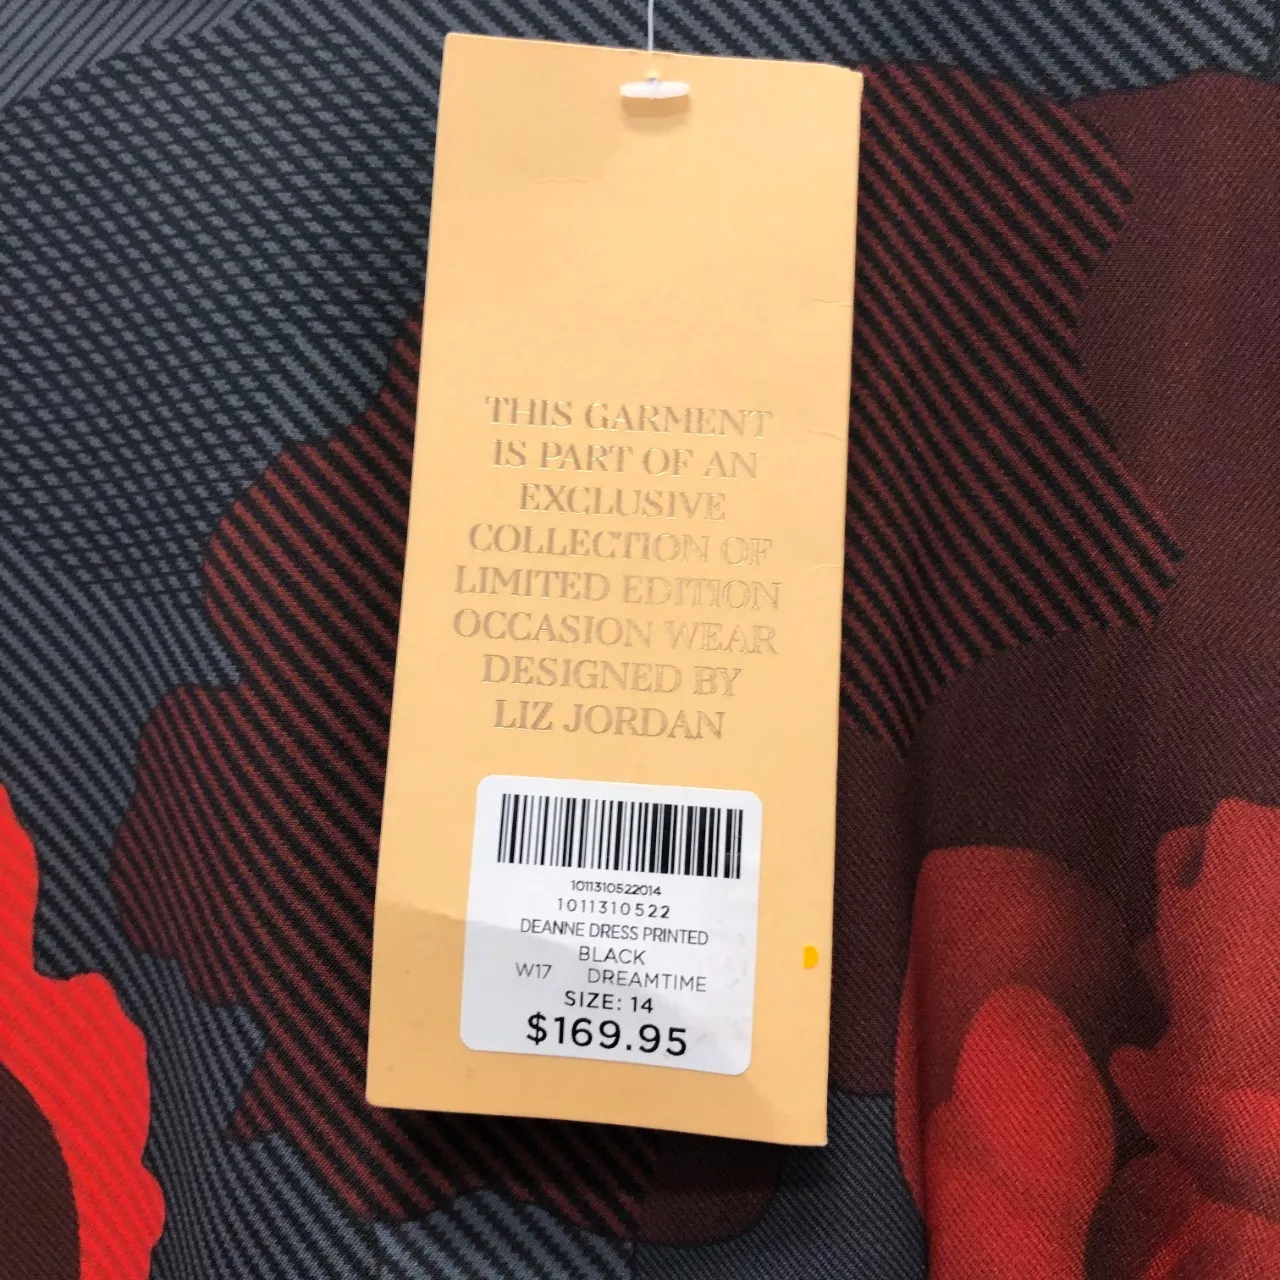 THIS GARMENT
IS PART OF AN
EXCLUSIVE
COLLECTION OF
LIMITED EDITION
OCCASION WEAR
DESIGNED BY
LIZ JORDAN
1011310522014
1011310522
DEANNE DRESS PRINTED
BLACK
W17 DREAMTIME
SIZE: 14
$169.95